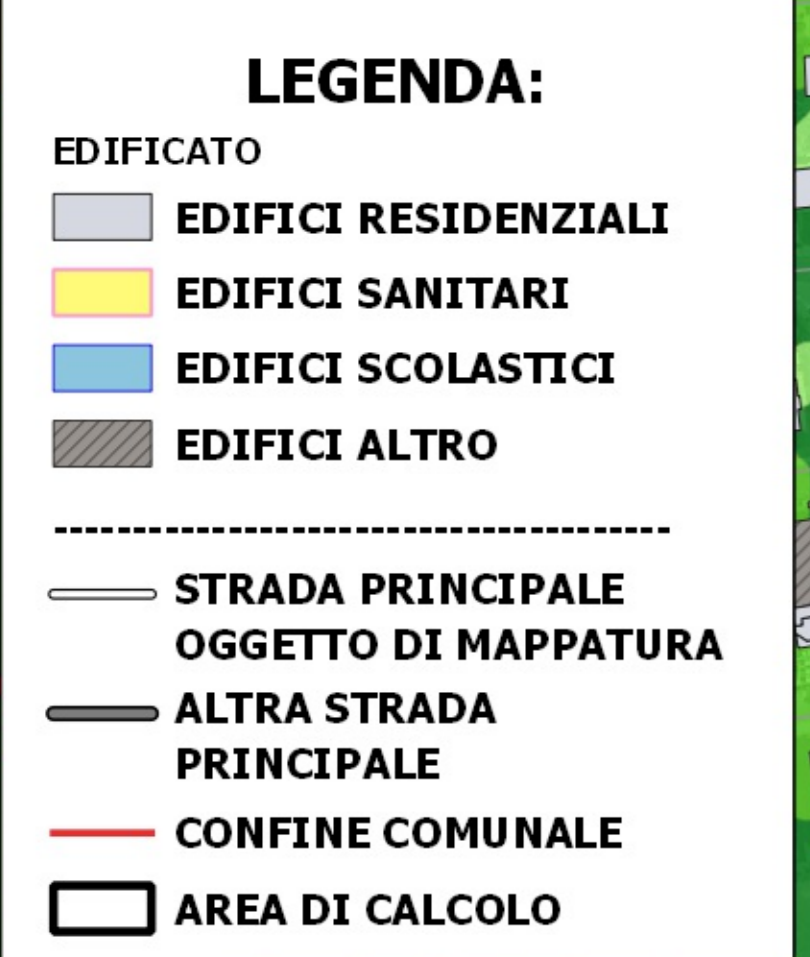 LEGENDA:
EDIFICATO
EDIFICI RESIDENZIALI
EDIFICI SANITARI
EDIFICI SCOLASTICI
EDIFICI ALTRO
---------------------------------------
STRADA PRINCIPALE
OGGETTO DI MAPPATURA
ALTRA STRADA
PRINCIPALE
CONFINE COMUNALE
AREA DI CALCOLO